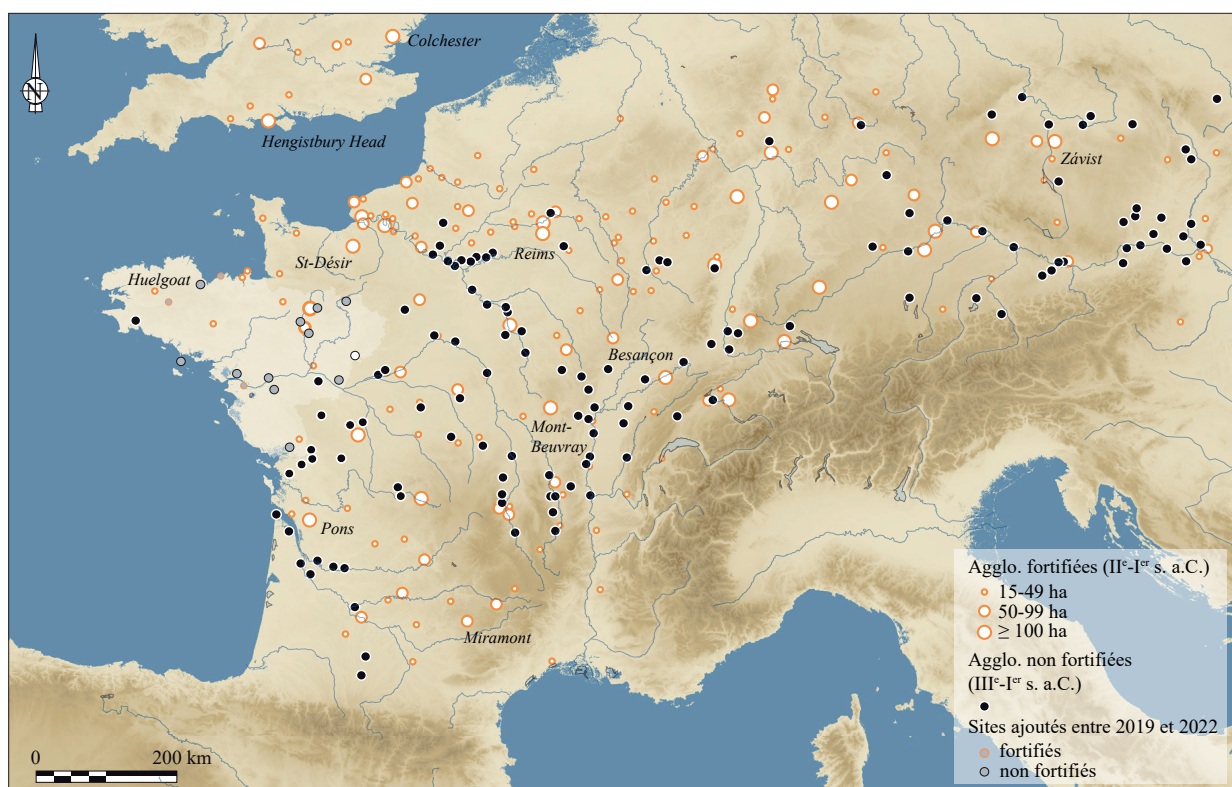 Colchester
N
Hengistbury Head
Závist
St-Désir
Reims
Huelgoat
Besançon
Mont-
Beuvray
Pons
Miramont
Agglo. fortifiées (IIᵉ-Iᵉʳ s. a.C.)
15-49 ha
50-99 ha
≥ 100 ha
Agglo. non fortifiées
(IIIᵉ-Iᵉʳ s. a.C.)
Sites ajoutés entre 2019 et 2022
fortifiés
non fortifiés
0 200 km